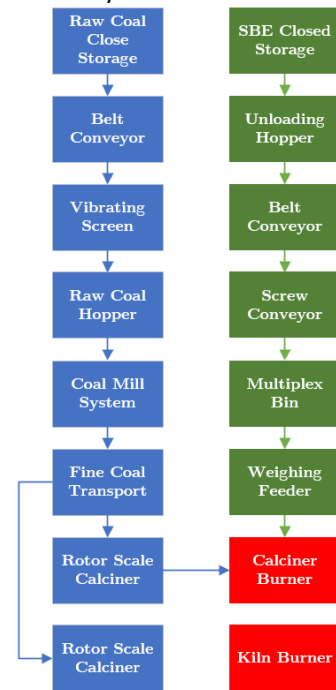 Raw Coal
Close
Storage
Belt
Conveyor
Vibrating
Screen
Raw Coal
Hopper
Coal Mill
System
Fine Coal
Transport
Rotor Scale
Calciner
Rotor Scale
Calciner
SBE Closed
Storage
Unloading
Hopper
Belt
Conveyor
Screw
Conveyor
Multiplex
Bin
Weighing
Feeder
Calciner
Burner
Kiln Burner